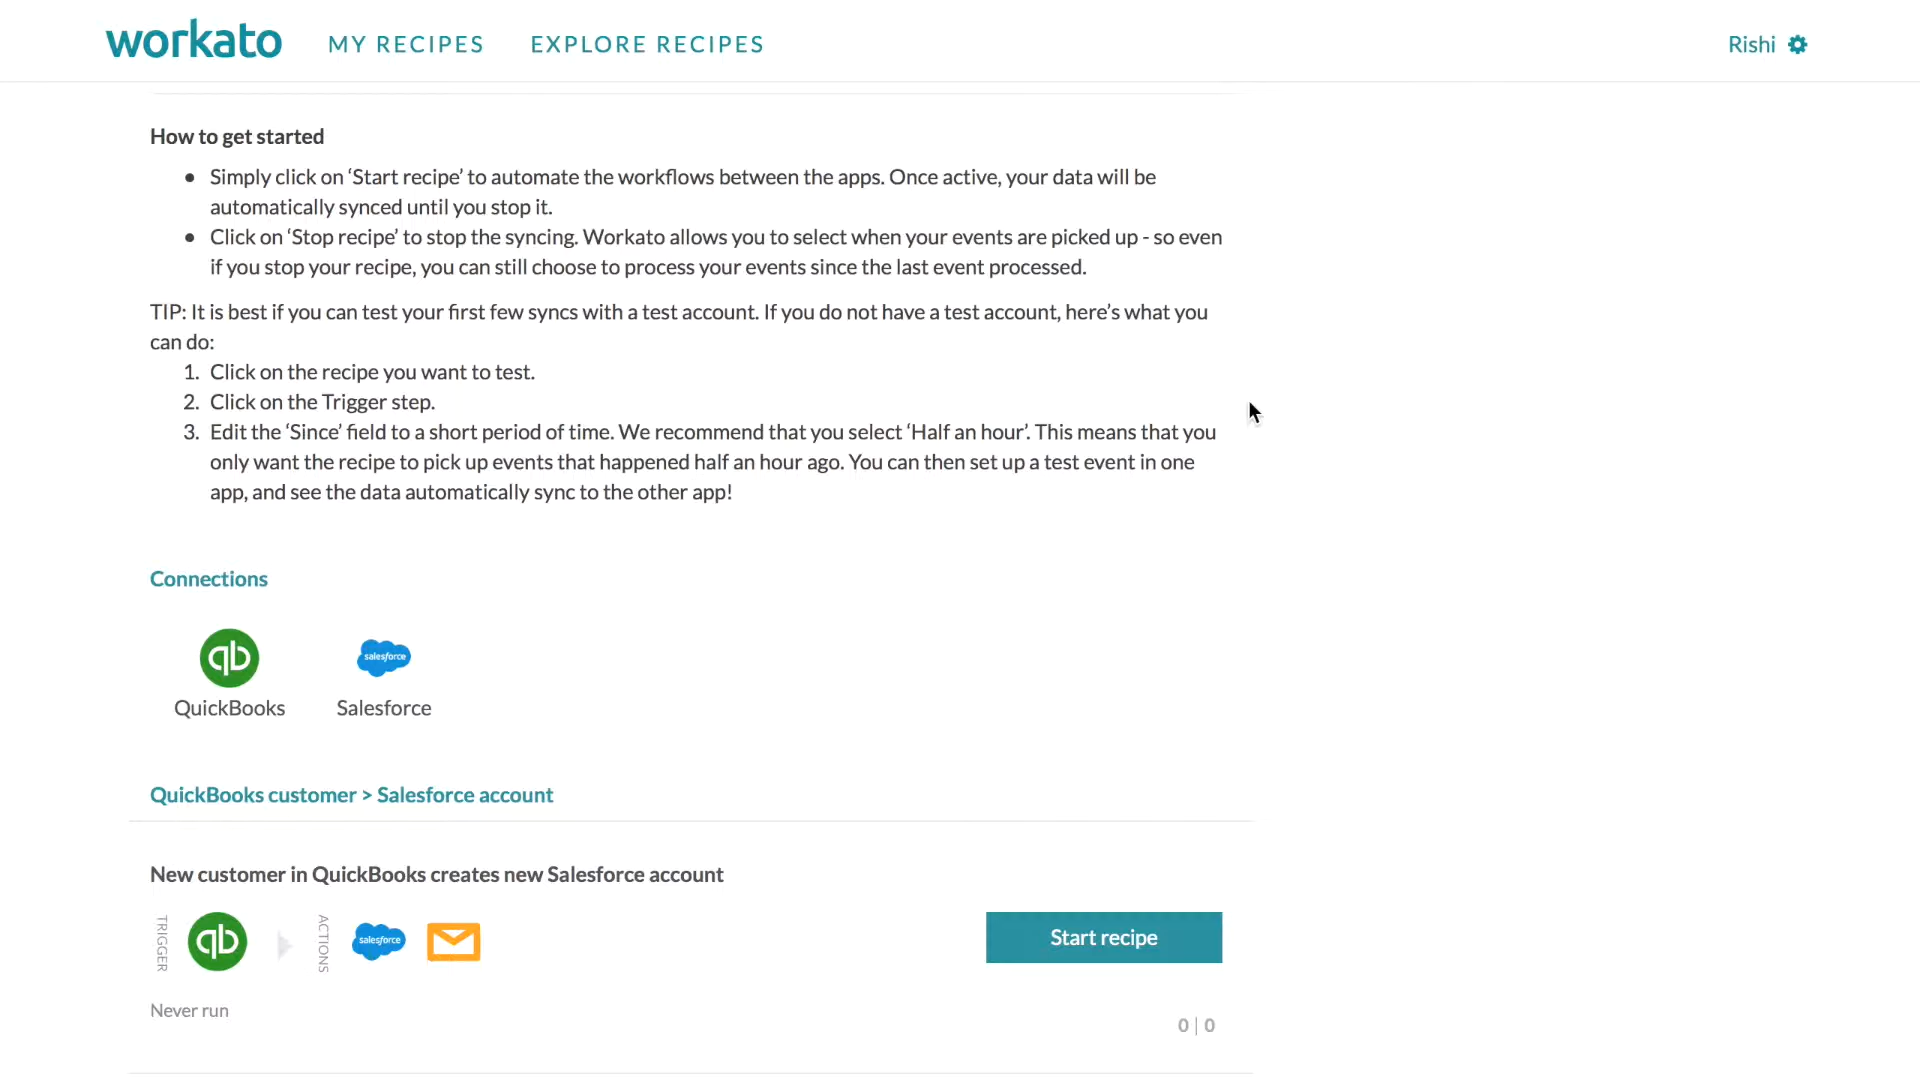 workato MY RECIPES EXPLORE RECIPES Rishi
How to get started
• Simply click on ‘Start recipe’ to automate the workflows between the apps. Once active, your data will be
automatically synced until you stop it.
• Click on ‘Stop recipe’ to stop the syncing. Workato allows you to select when your events are picked up - so even
if you stop your recipe, you can still choose to process your events since the last event processed.
TIP: It is best if you can test your first few syncs with a test account. If you do not have a test account, here’s what you
can do:
1. Click on the recipe you want to test.
2. Click on the Trigger step.
3. Edit the ‘Since’ field to a short period of time. We recommend that you select ‘Half an hour’. This means that you
only want the recipe to pick up events that happened half an hour ago. You can then set up a test event in one
app, and see the data automatically sync to the other app!
Connections
qb salesforce
QuickBooks Salesforce
QuickBooks customer > Salesforce account
New customer in QuickBooks creates new Salesforce account
TRIGGER qb ACTIONS salesforce Start recipe
Never run
0 | 0